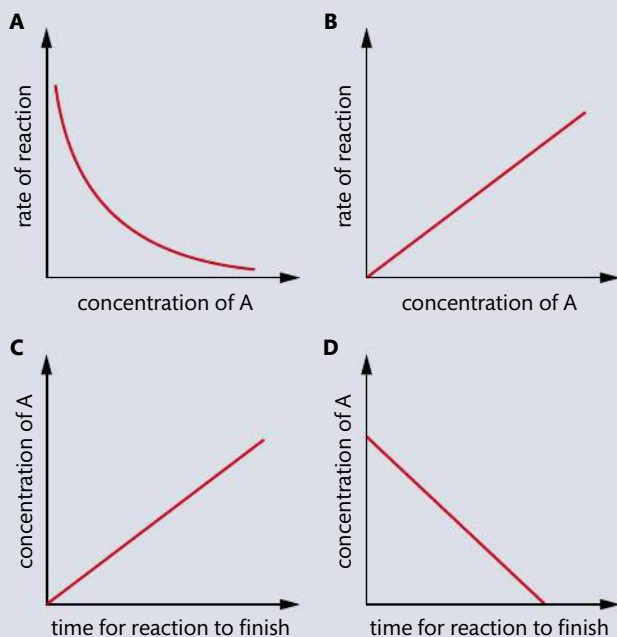 A
rate of reaction
concentration of A
B
rate of reaction
concentration of A
C
concentration of A
time for reaction to finish
D
concentration of A
time for reaction to finish